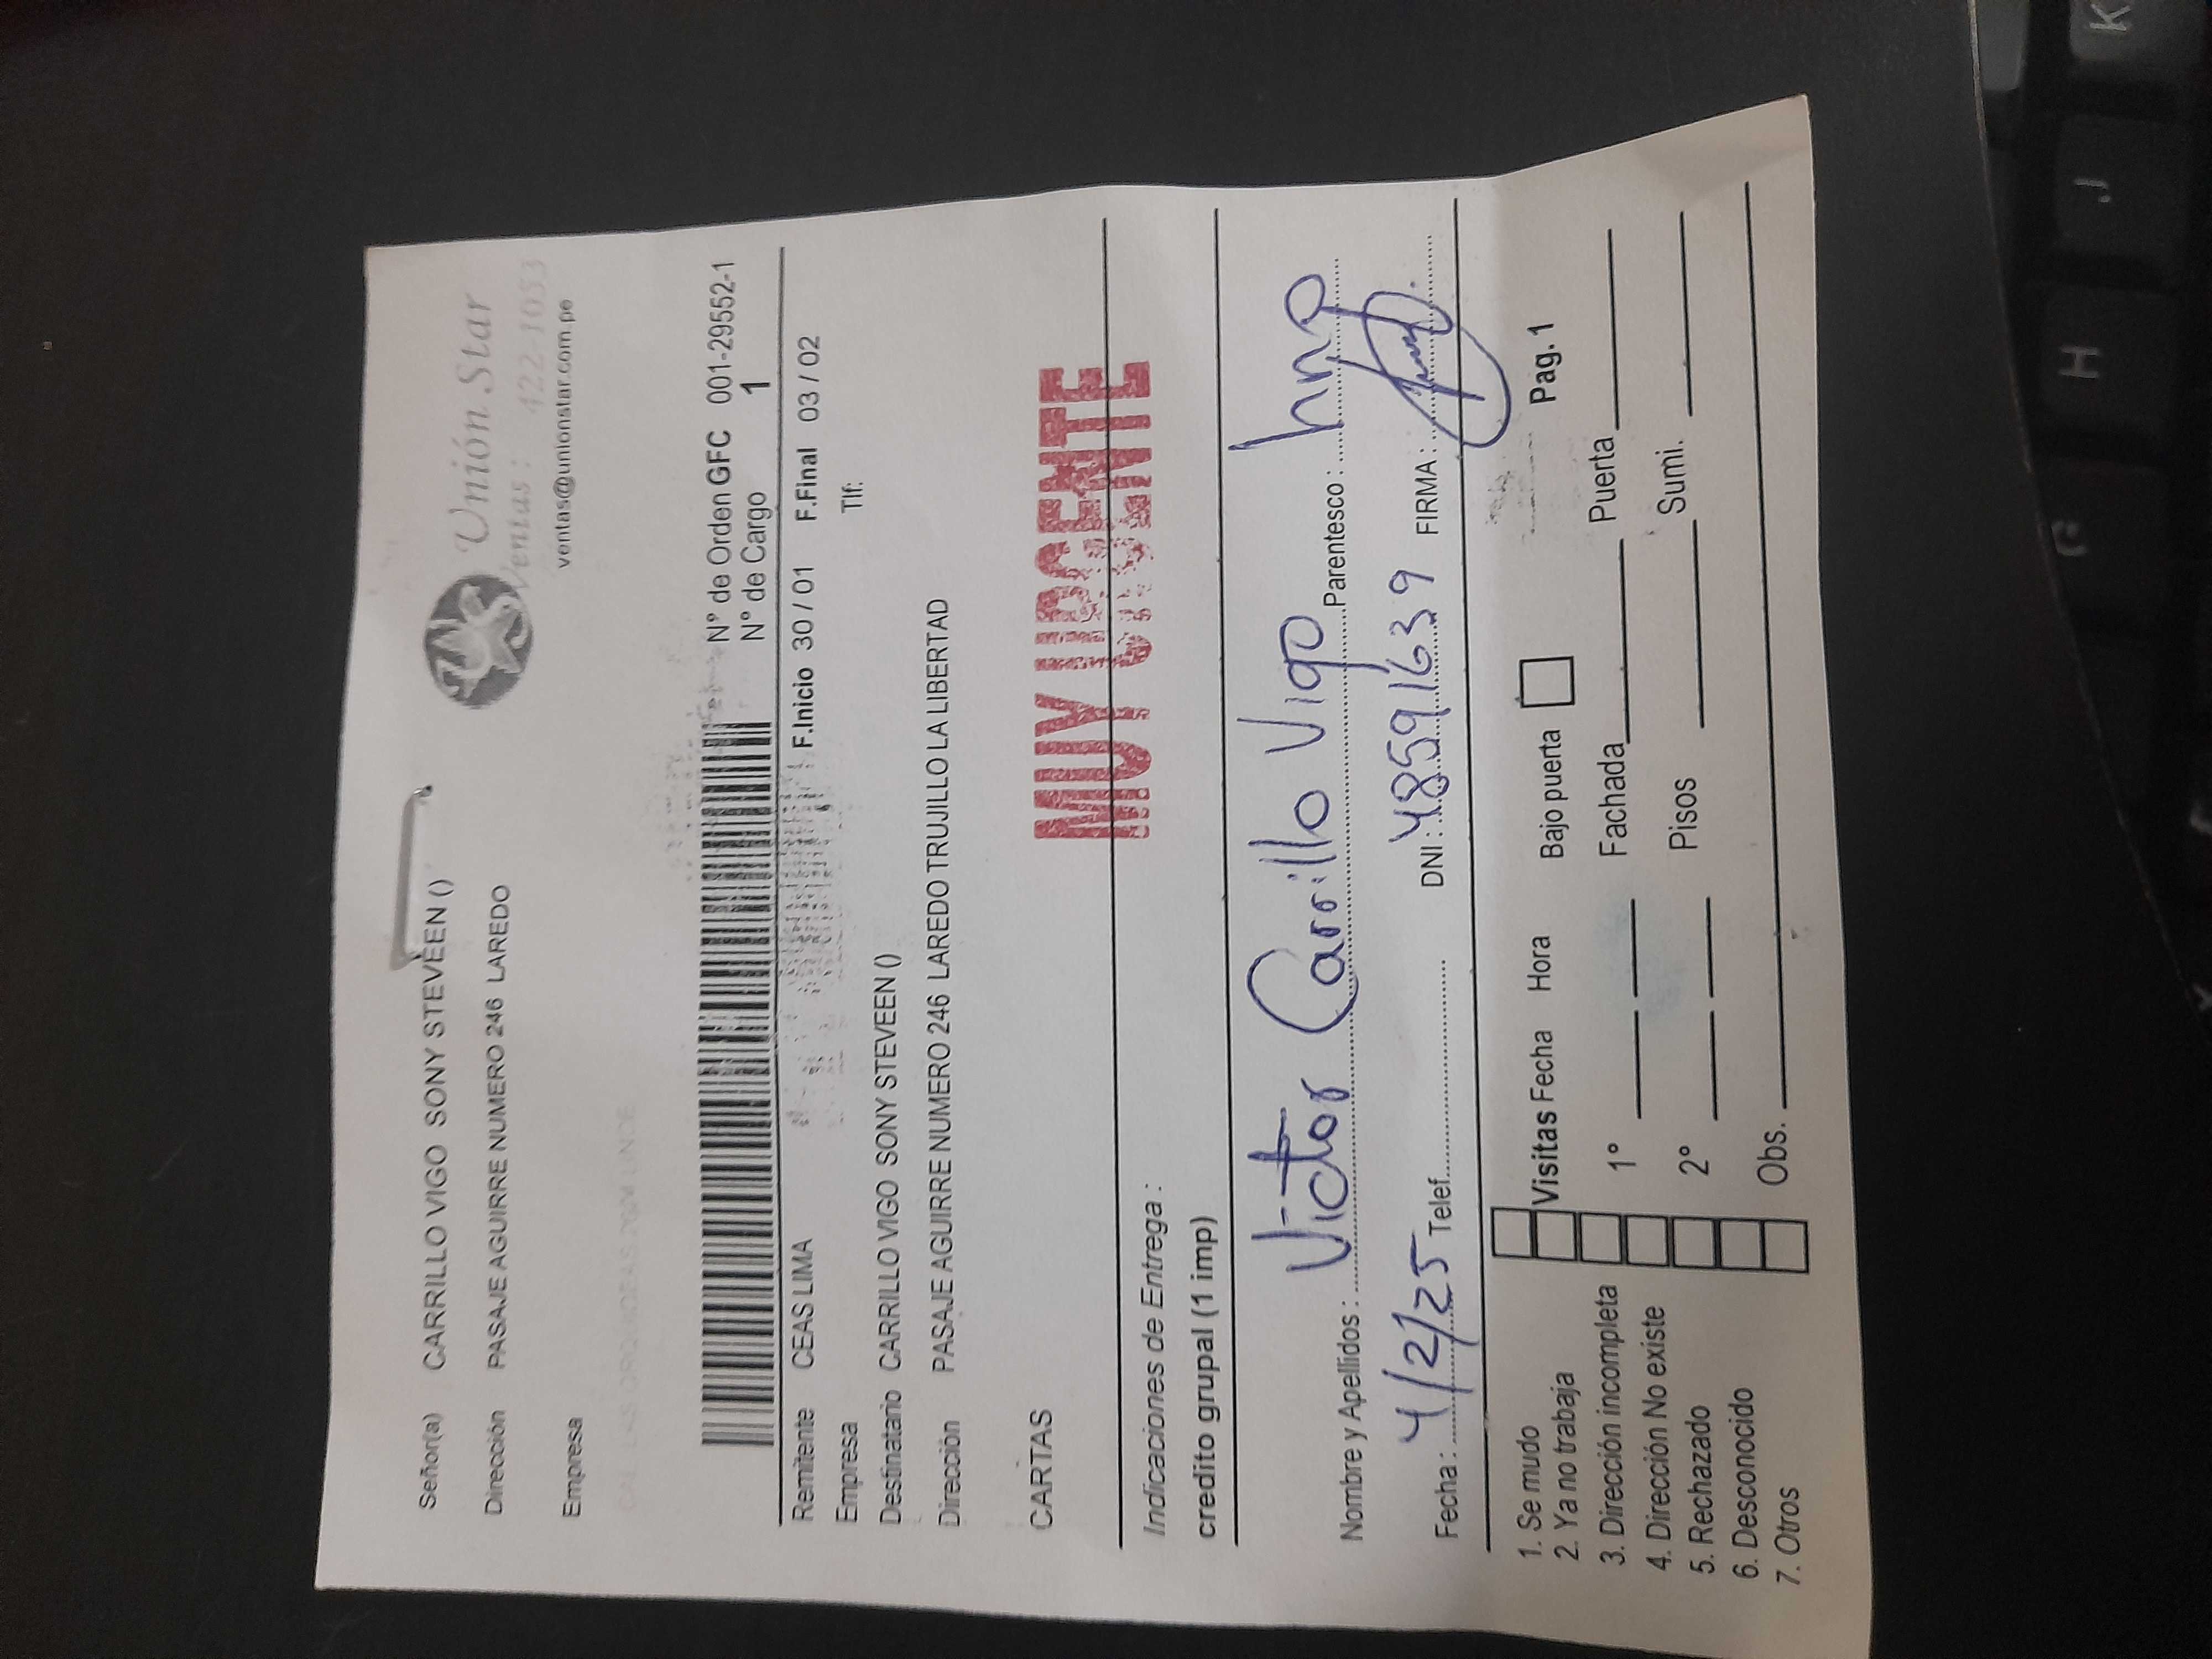 Unión Star
Ventas: 422-1053
ventas@unionstar.com.pe
Señor(a) CARRILLO VIGO SONY STEVEEN ()
Dirección PASAJE AGUIRRE NUMERO 246 LAREDO
Empresa
N° de Orden GFC 001-29552-1
N° de Cargo 1
Remitente CEAS LIMA F.Inicio 30 / 01 F.Final 03 / 02
Empresa Tlf:
Destinatario CARRILLO VIGO SONY STEVEEN ()
Dirección PASAJE AGUIRRE NUMERO 246 LAREDO TRUJILLO LA LIBERTAD
CARTAS
MUY URGENTE
Indicaciones de Entrega :
credito grupal (1 imp)
Nombre y Apellidos : Victor Carrillo Vigo Parentesco : hno
Fecha : 4/2/25 Telef. DNI : 48591639 FIRMA :
1. Se mudo
2. Ya no trabaja
3. Dirección incompleta
4. Dirección No existe
5. Rechazado
6. Desconocido
7. Otros
Visitas Fecha Hora Bajo puerta Pag. 1
1° Fachada Puerta
2° Pisos Sumi.
Obs.
K
J
H
G